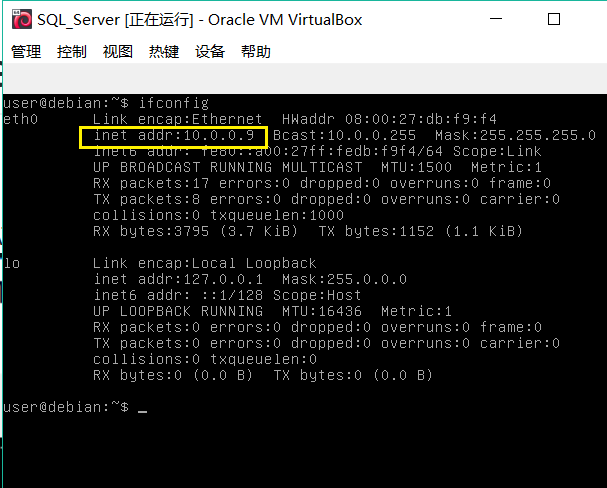 SQL_Server [正在运行] - Oracle VM VirtualBox
管理 控制 视图 热键 设备 帮助
user@debian:~$ ifconfig
eth0 Link encap:Ethernet HWaddr 08:00:27:db:f9:f4
inet addr:10.0.0.9 Bcast:10.0.0.255 Mask:255.255.255.0
inet6 addr: fe80::a00:27ff:fedb:f9f4/64 Scope:Link
UP BROADCAST RUNNING MULTICAST MTU:1500 Metric:1
RX packets:17 errors:0 dropped:0 overruns:0 frame:0
TX packets:8 errors:0 dropped:0 overruns:0 carrier:0
collisions:0 txqueuelen:1000
RX bytes:3795 (3.7 KiB) TX bytes:1152 (1.1 KiB)
lo Link encap:Local Loopback
inet addr:127.0.0.1 Mask:255.0.0.0
inet6 addr: ::1/128 Scope:Host
UP LOOPBACK RUNNING MTU:16436 Metric:1
RX packets:0 errors:0 dropped:0 overruns:0 frame:0
TX packets:0 errors:0 dropped:0 overruns:0 carrier:0
collisions:0 txqueuelen:0
RX bytes:0 (0.0 B) TX bytes:0 (0.0 B)
user@debian:~$ _